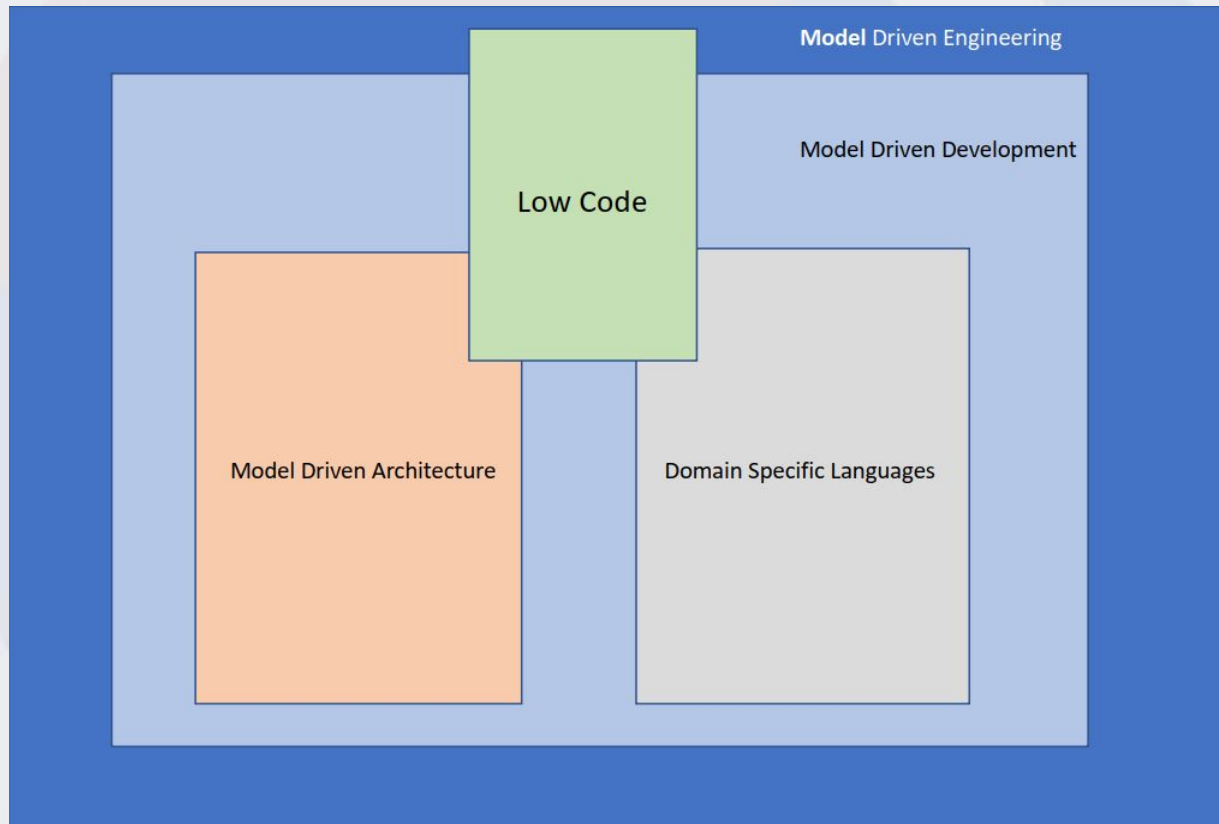 Model Driven Engineering
Model Driven Development
Low Code
Model Driven Architecture
Domain Specific Languages